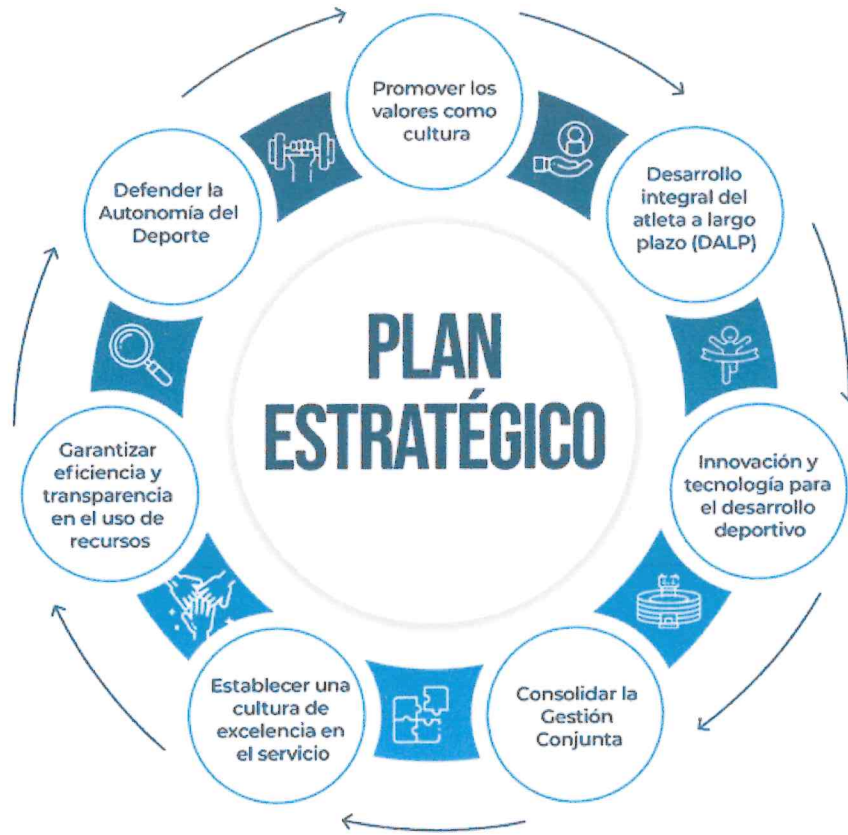 Promover los
valores como
cultura
Desarrollo
integral del
atleta a largo
plazo (DALP)
Innovación y
tecnología para
el desarrollo
deportivo
Consolidar la
Gestión
Conjunta
Establecer una
cultura de
excelencia en
el servicio
Garantizar
eficiencia y
transparencia
en el uso de
recursos
Defender la
Autonomía del
Deporte
PLAN
ESTRATÉGICO